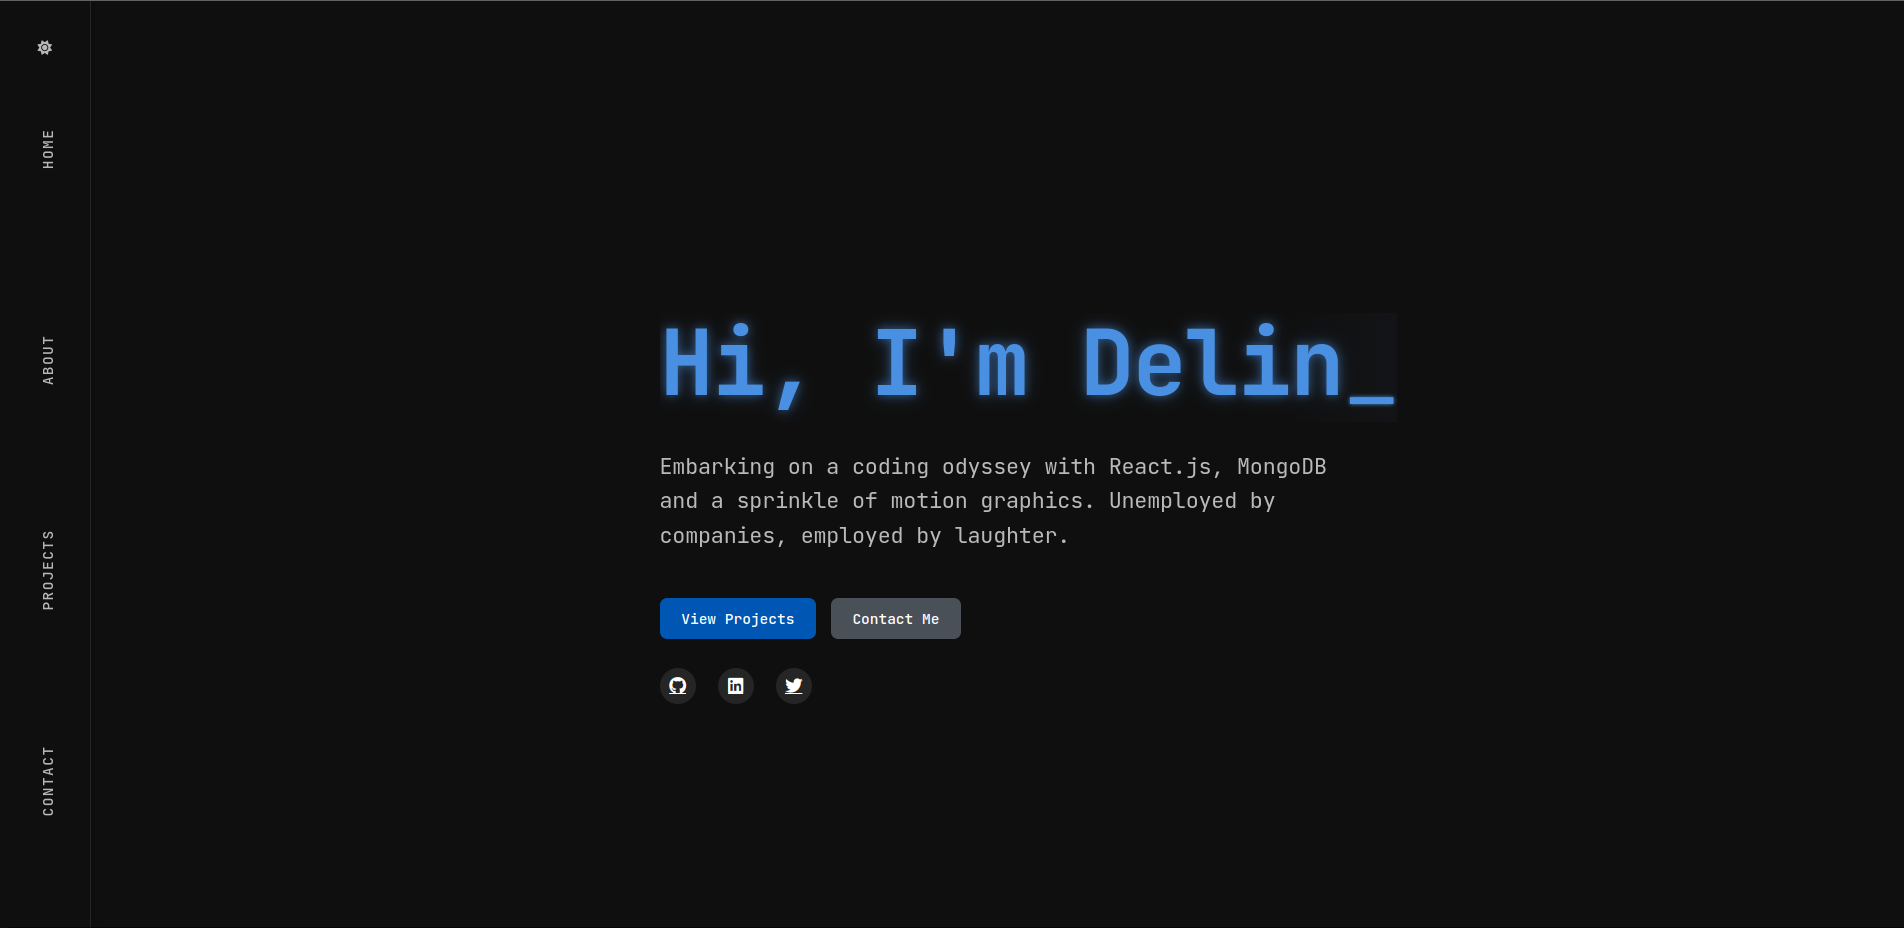 HOME
ABOUT
PROJECTS
CONTACT
Hi, I'm Delin_
Embarking on a coding odyssey with React.js, MongoDB
and a sprinkle of motion graphics. Unemployed by
companies, employed by laughter.
View Projects
Contact Me
in